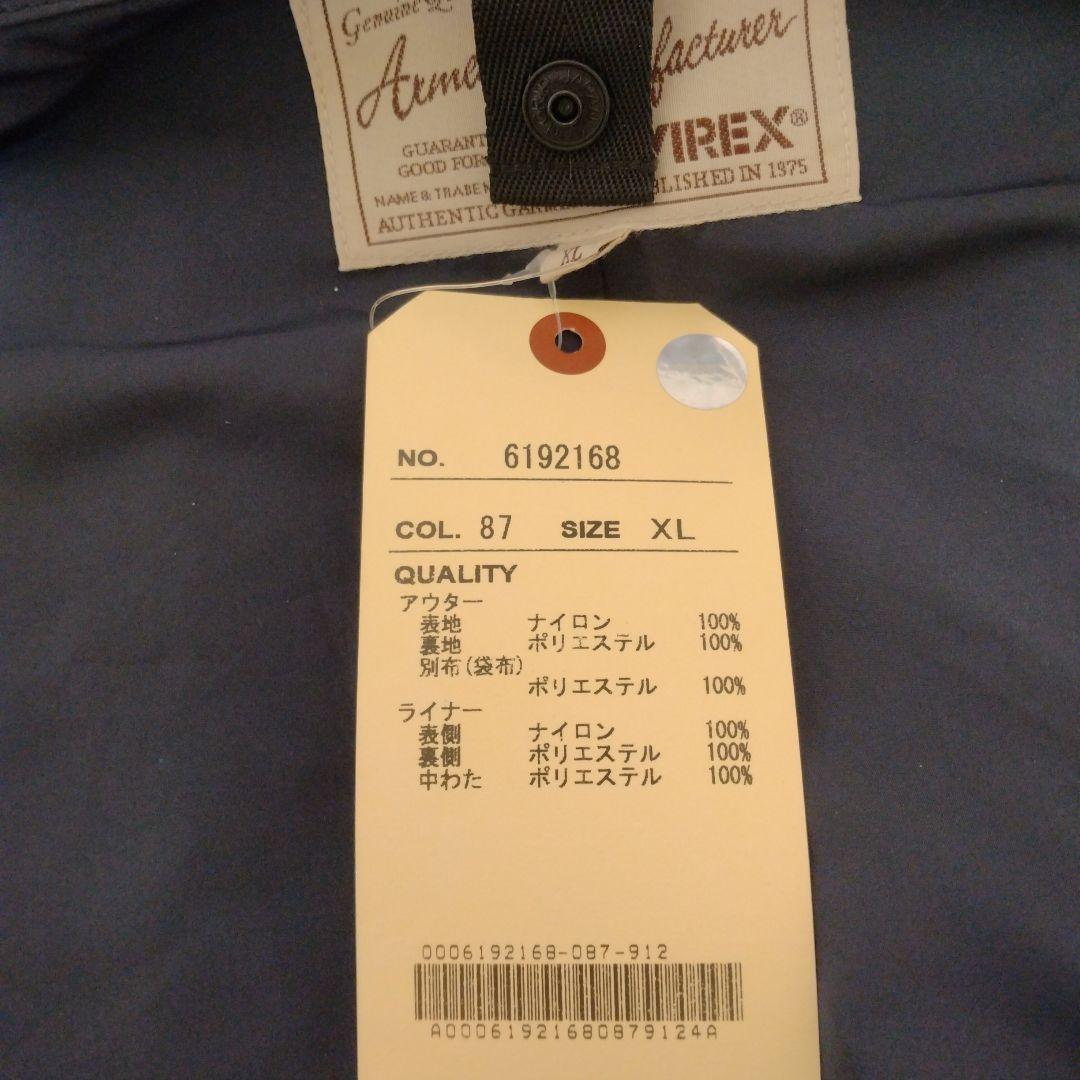 Genuine
Arme facturer
GUARANT VIREX®
GOOD FOR
NAME & TRADE BLISHED IN 1975
AUTHENTIC GARM
XL
NO. 6192168
COL. 87 SIZE XL
QUALITY
アウター
表地 ナイロン 100%
裏地 ポリエステル 100%
別布(袋布)
ポリエステル 100%
ライナー
表側 ナイロン 100%
裏側 ポリエステル 100%
中わた ポリエステル 100%
0006192168-087-912
A00061921680879124A